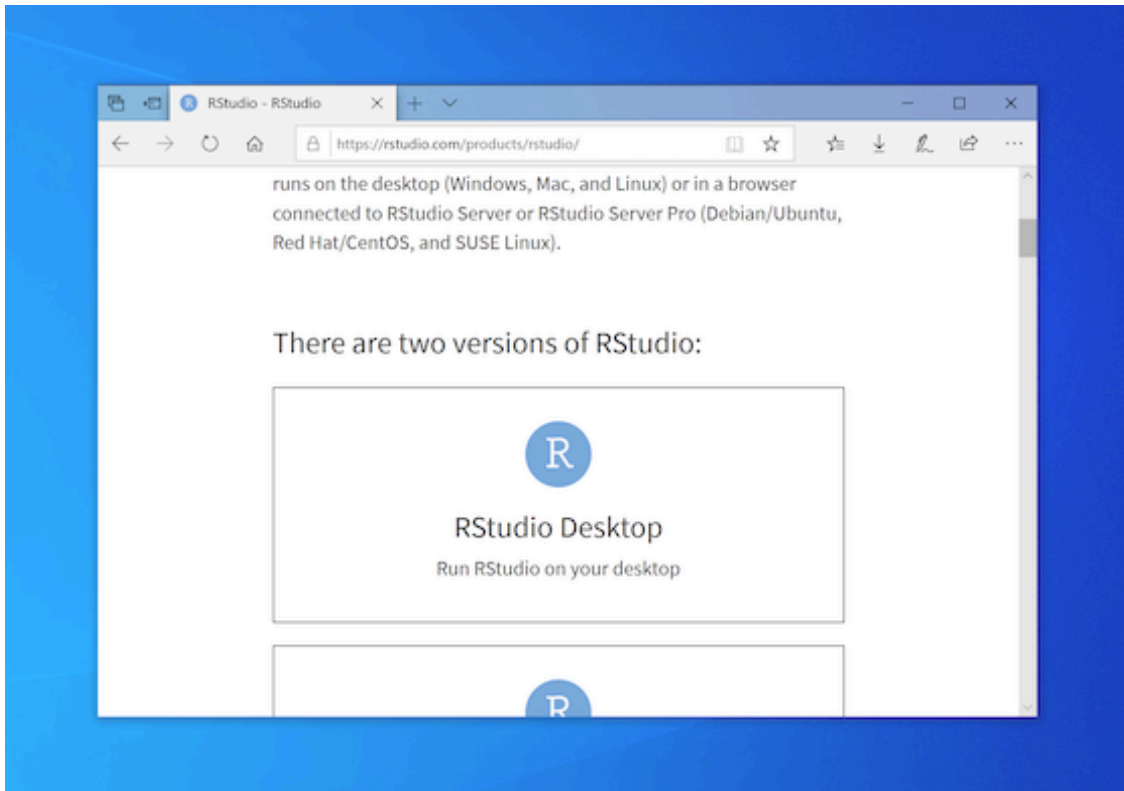 RStudio - RStudio
https://rstudio.com/products/rstudio/
runs on the desktop (Windows, Mac, and Linux) or in a browser
connected to RStudio Server or RStudio Server Pro (Debian/Ubuntu,
Red Hat/CentOS, and SUSE Linux).
There are two versions of RStudio:
R
RStudio Desktop
Run RStudio on your desktop
R